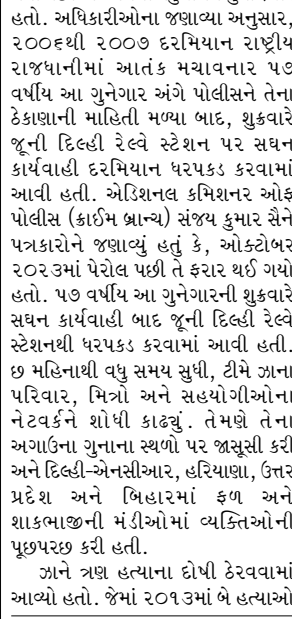 હતો. અધિકારીઓના જણાવ્યા અનુસાર,
૨૦૦૬થી ૨૦૦૭ દરમિયાન રાષ્ટ્રીય
રાજધાનીમાં આતંક મચાવનાર ૫૭
વર્ષીય આ ગુનેગાર અંગે પોલીસને તેના
ઠેકાણાની માહિતી મળ્યા બાદ, શુક્રવારે
જૂની દિલ્હી રેલ્વે સ્ટેશન પર સઘન
કાર્યવાહી દરમિયાન ધરપકડ કરવામાં
આવી હતી. એડિશનલ કમિશનર ઓફ
પોલીસ (ક્રાઈમ બ્રાન્ચ) સંજય કુમાર સૈને
પત્રકારોને જણાવ્યું હતું કે, ઓક્ટોબર
૨૦૨૩માં પેરોલ પછી તે ફરાર થઈ ગયો
હતો. ૫૭ વર્ષીય આ ગુનેગારની શુક્રવારે
સઘન કાર્યવાહી બાદ જૂની દિલ્હી રેલ્વે
સ્ટેશનથી ધરપકડ કરવામાં આવી હતી.
છ મહિનાથી વધુ સમય સુધી, ટીમે ઝાના
પરિવાર, મિત્રો અને સહયોગીઓના
નેટવર્કને શોધી કાઢ્યું. તેમણે તેના
અગાઉના ગુનાના સ્થળો પર જાસૂસી કરી
અને દિલ્હી-એનસીઆર, હરિયાણા, ઉત્તર
પ્રદેશ અને બિહારમાં ફળ અને
શાકભાજીની મંડીઓમાં વ્યક્તિઓની
પૂછપરછ કરી હતી.
ઝાને ત્રણ હત્યાના દોષી ઠેરવવામાં
આવ્યો હતો. જેમાં ૨૦૧૩માં બે હત્યાઓ